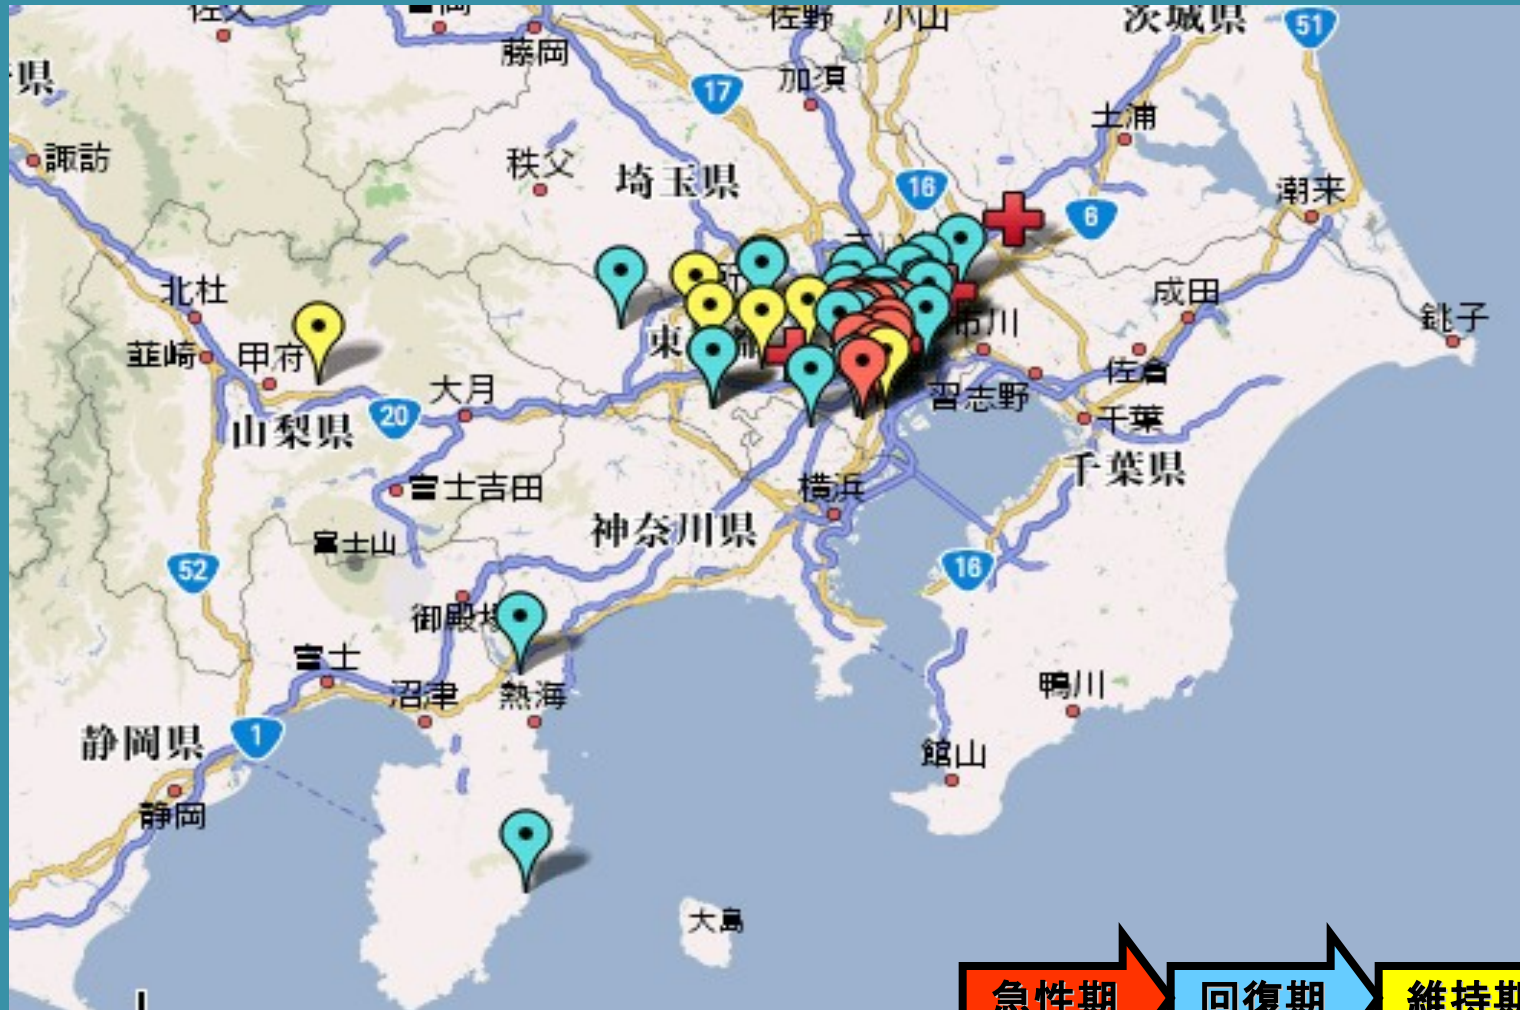 小山
茨城県
51
藤岡
17
加須
土浦
諏訪
秩父
埼玉県
16
6
潮来
北杜
成田
銚子
市川
韮崎
甲府
東
佐倉
大月
習志野
山梨県
20
千葉
千葉県
富士吉田
横浜
神奈川県
富士山
52
16
御殿場
富士
沼津
熱海
鴨川
静岡県
1
館山
静岡
大島
急性期
回復期
維持期